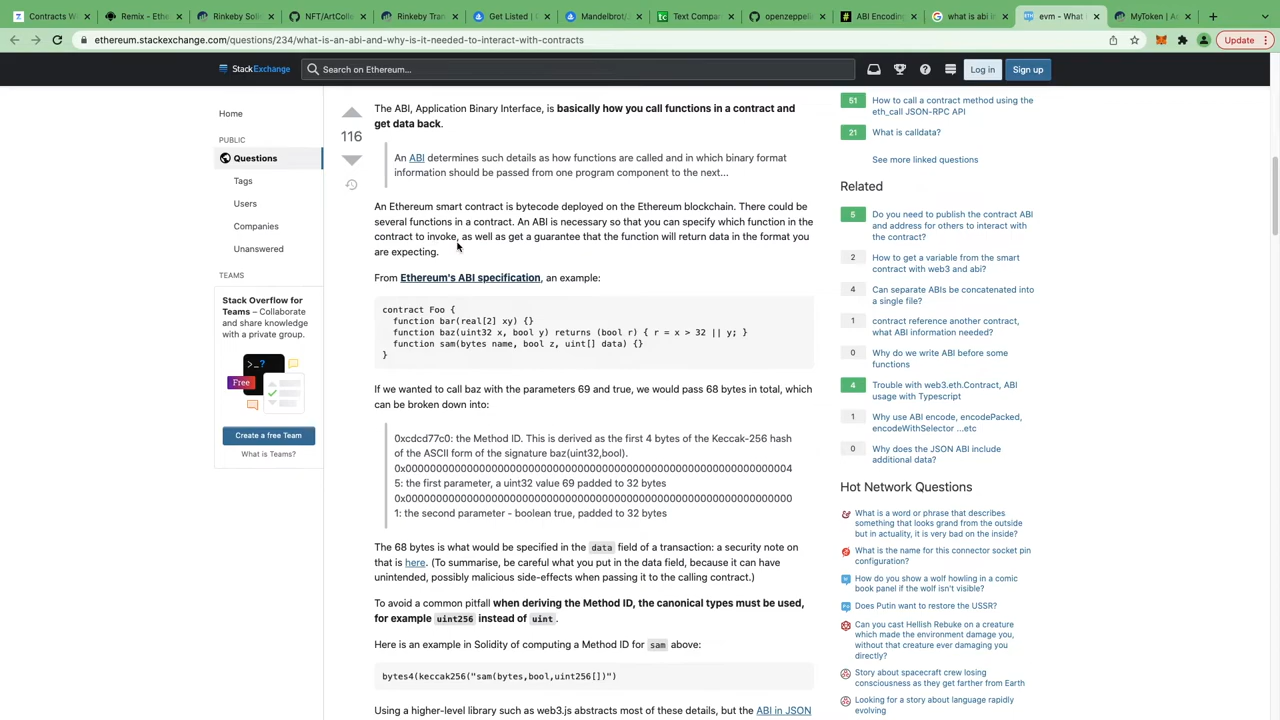 Contracts W
Remix - Ethe
Rinkeby Solid
NFT/ArtColle
Rinkeby Tran
Get Listed | O
Mandelbrot/A
Text Compar
openzeppelin
ABI Encoding
what is abi in
evm - What i
MyToken | Ad
ethereum.stackexchange.com/questions/234/what-is-an-abi-and-why-is-it-needed-to-interact-with-contracts
Update
StackExchange
Search on Ethereum...
Log in
Sign up
Home
PUBLIC
Questions
Tags
Users
Companies
Unanswered
TEAMS
Stack Overflow for
Teams – Collaborate
and share knowledge
with a private group.
>_?
Free
Create a free Team
What is Teams?
116
The ABI, Application Binary Interface, is basically how you call functions in a contract and
get data back.
An ABI determines such details as how functions are called and in which binary format
information should be passed from one program component to the next...
An Ethereum smart contract is bytecode deployed on the Ethereum blockchain. There could be
several functions in a contract. An ABI is necessary so that you can specify which function in the
contract to invoke, as well as get a guarantee that the function will return data in the format you
are expecting.
From Ethereum's ABI specification, an example:
contract Foo {
function bar(real[2] xy) {}
function baz(uint32 x, bool y) returns (bool r) { r = x > 32 || y; }
function sam(bytes name, bool z, uint[] data) {}
}
If we wanted to call baz with the parameters 69 and true, we would pass 68 bytes in total, which
can be broken down into:
0xcdcd77c0: the Method ID. This is derived as the first 4 bytes of the Keccak-256 hash
of the ASCII form of the signature baz(uint32,bool).
0x0000000000000000000000000000000000000000000000000000000000000004
5: the first parameter, a uint32 value 69 padded to 32 bytes
0x0000000000000000000000000000000000000000000000000000000000000000
1: the second parameter - boolean true, padded to 32 bytes
The 68 bytes is what would be specified in the data field of a transaction: a security note on
that is here. (To summarise, be careful what you put in the data field, because it can have
unintended, possibly malicious side-effects when passing it to the calling contract.)
To avoid a common pitfall when deriving the Method ID, the canonical types must be used,
for example uint256 instead of uint.
Here is an example in Solidity of computing a Method ID for sam above:
bytes4(keccak256("sam(bytes,bool,uint256[])")
Using a higher-level library such as web3.js abstracts most of these details, but the ABI in JSON
51 How to call a contract method using the
eth_call JSON-RPC API
21 What is calldata?
See more linked questions
Related
5 Do you need to publish the contract ABI
and address for others to interact with
the contract?
2 How to get a variable from the smart
contract with web3 and abi?
4 Can separate ABIs be concatenated into
a single file?
1 contract reference another contract,
what ABI information needed?
0 Why do we write ABI before some
functions
4 Trouble with web3.eth.Contract, ABI
usage with Typescript
1 Why use ABI encode, encodePacked,
encodeWithSelector ...etc
0 Why does the JSON ABI include
additional data?
Hot Network Questions
What is a word or phrase that describes
something that looks grand from the outside
but in actuality, it is very bad on the inside?
What is the name for this connector socket pin
configuration?
How do you show a wolf howling in a comic
book panel if the wolf isn't visible?
Does Putin want to restore the USSR?
Can you cast Hellish Rebuke on a creature
which made the environment damage you,
without that creature ever damaging you
directly?
Story about spacecraft crew losing
consciousness as they get farther from Earth
Looking for a story about language rapidly
evolving